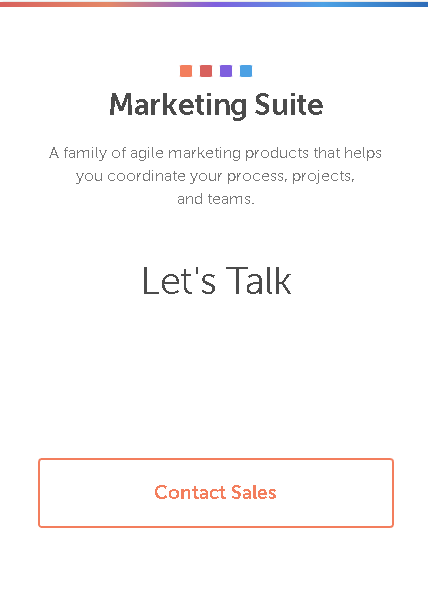 Marketing Suite
A family of agile marketing products that helps
you coordinate your process, projects,
and teams.
Let's Talk
Contact Sales